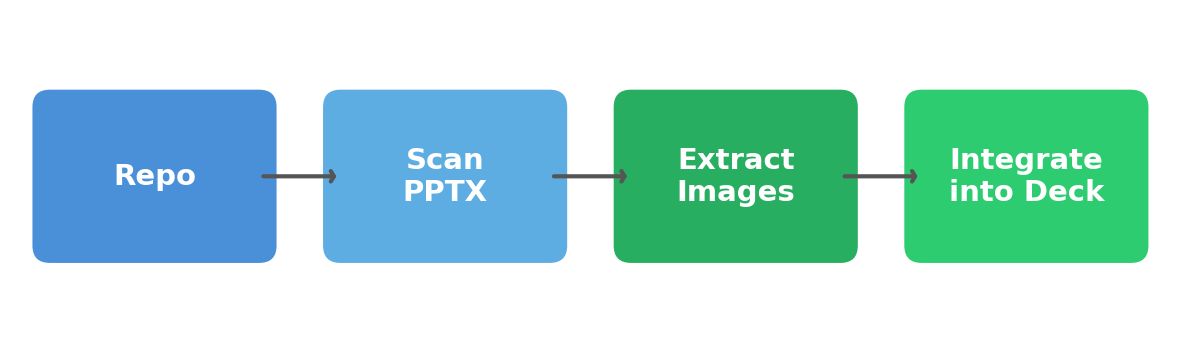 Repo
Scan
PPTX
Extract
Images
Integrate
into Deck